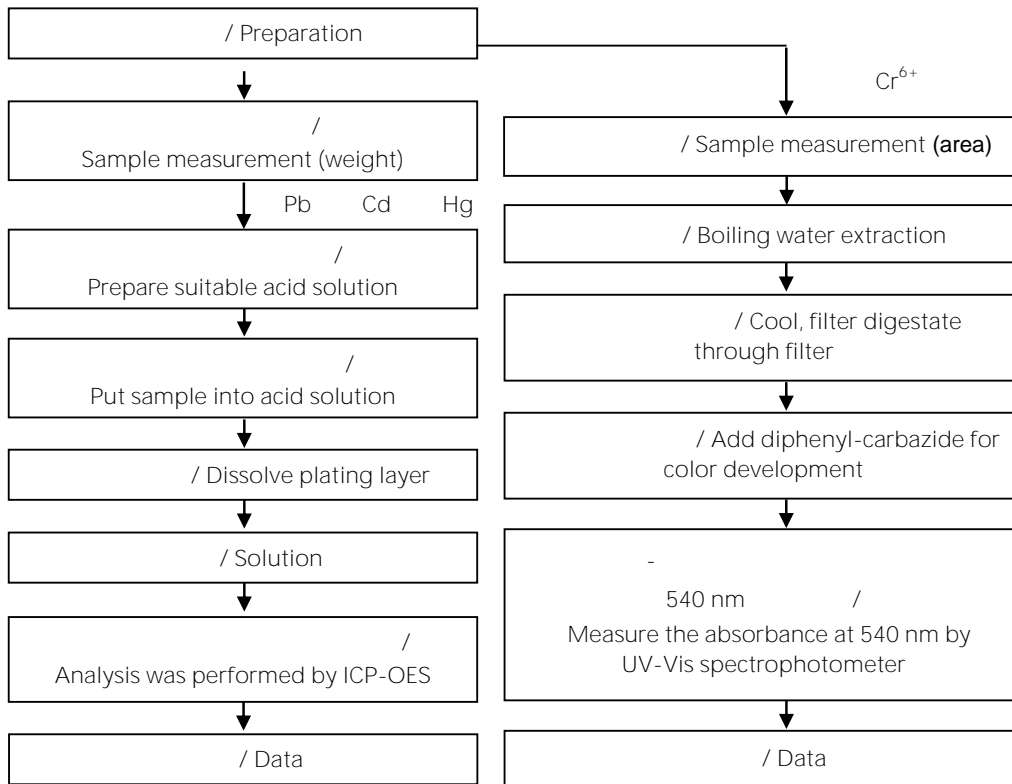 / Preparation
/
Sample measurement (weight)
Pb Cd Hg
/
Prepare suitable acid solution
/
Put sample into acid solution
/ Dissolve plating layer
/ Solution
/
Analysis was performed by ICP-OES
/ Data
Cr6+
/ Sample measurement (area)
/ Boiling water extraction
/ Cool, filter digestate
through filter
/ Add diphenyl-carbazide for
color development
-
540 nm /
Measure the absorbance at 540 nm by
UV-Vis spectrophotometer
/ Data